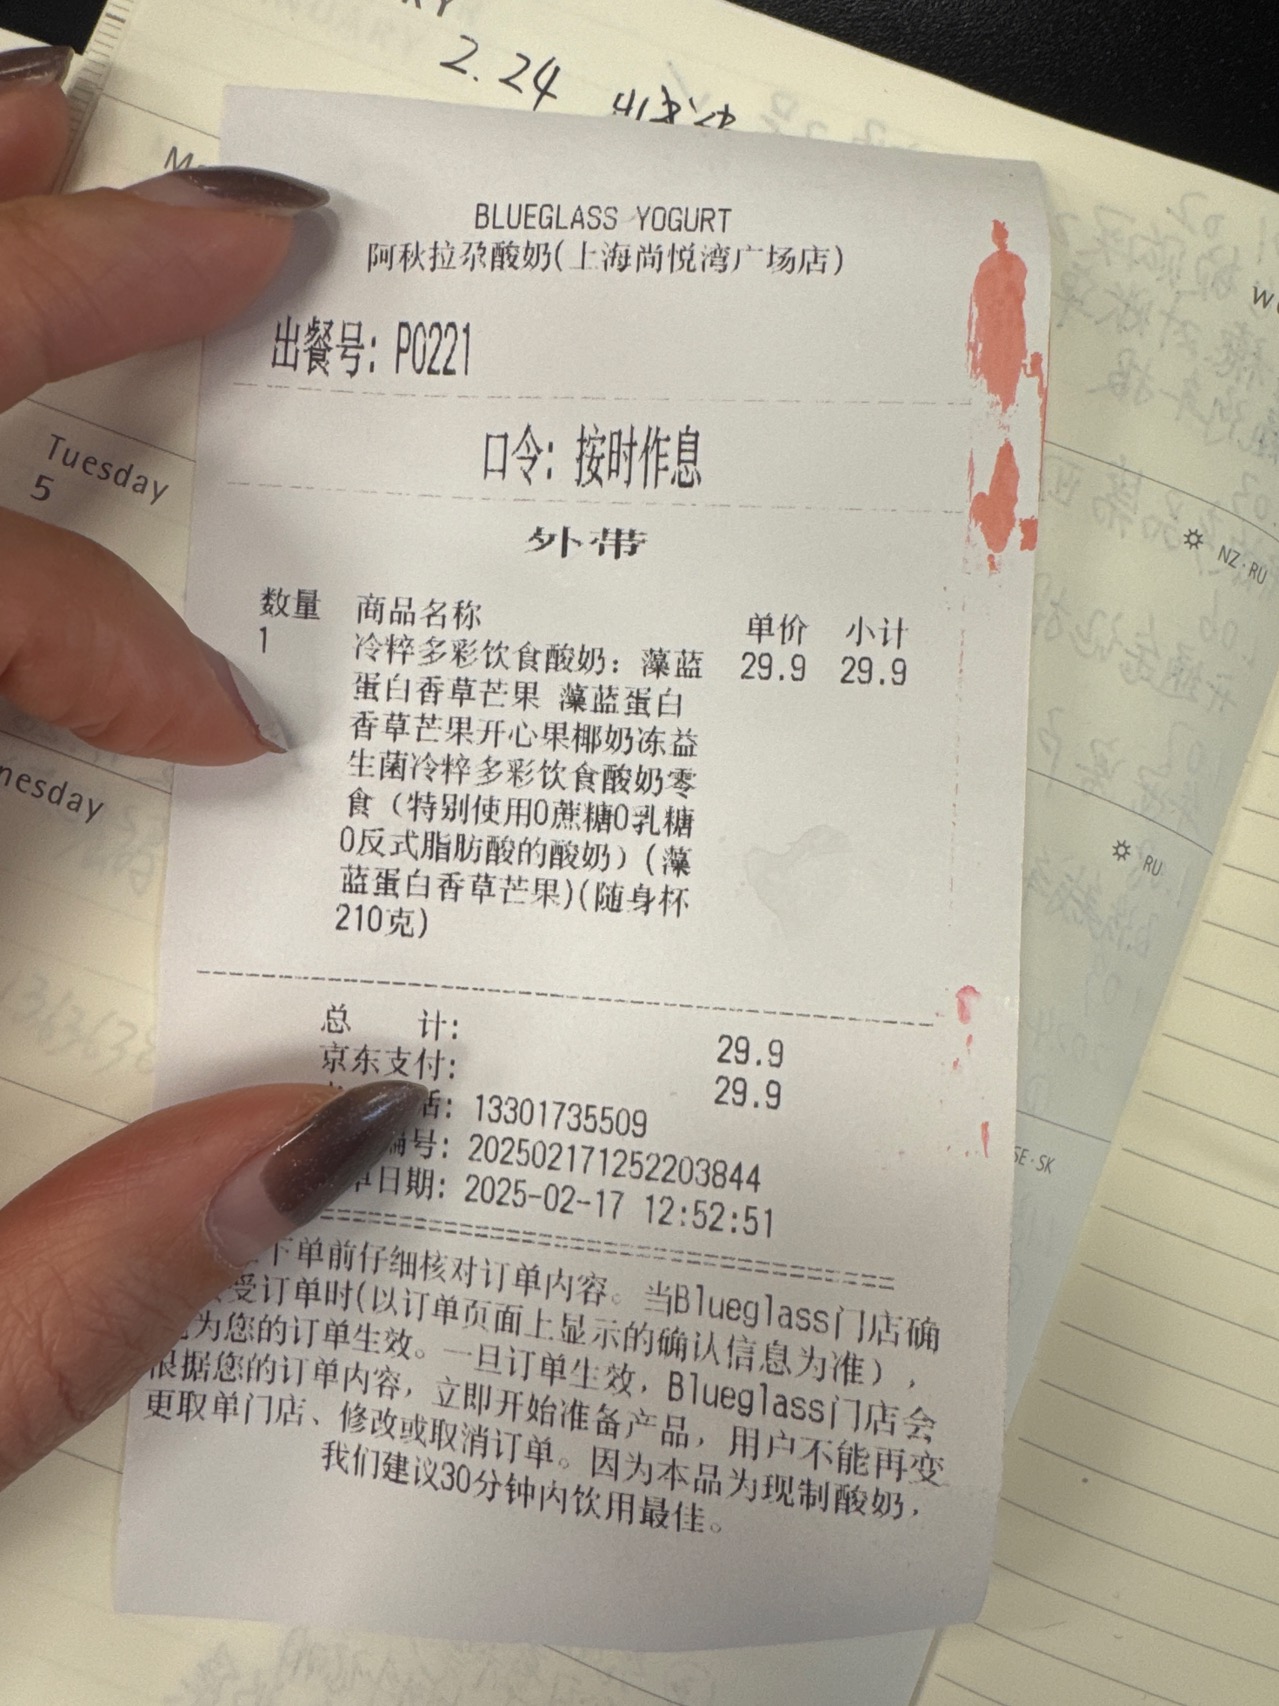 2.24
BLUEGLASS YOGURT
阿秋拉尕酸奶(上海尚悦湾广场店)
出餐号: P0221
口令: 按时作息
外带
数量 商品名称 单价 小计
1 冷粹多彩饮食酸奶: 藻蓝 29.9 29.9
蛋白香草芒果 藻蓝蛋白
香草芒果开心果椰奶冻益
生菌冷粹多彩饮食酸奶零
食 (特别使用0蔗糖0乳糖
0反式脂肪酸的酸奶) (藻
蓝蛋白香草芒果)(随身杯
210克)
总 计: 29.9
京东支付: 29.9
话: 13301735509
编号: 202502171252203844
单日期: 2025-02-17 12:52:51
下单前仔细核对订单内容。当Blueglass门店确
受订单时(以订单页面上显示的确认信息为准),
为您的订单生效。一旦订单生效, Blueglass门店会
根据您的订单内容, 立即开始准备产品, 用户不能再变
更取单门店、修改或取消订单。因为本品为现制酸奶,
我们建议30分钟内饮用最佳。
Tuesday
5
nesday
NZ·RU
RU
SE·SK